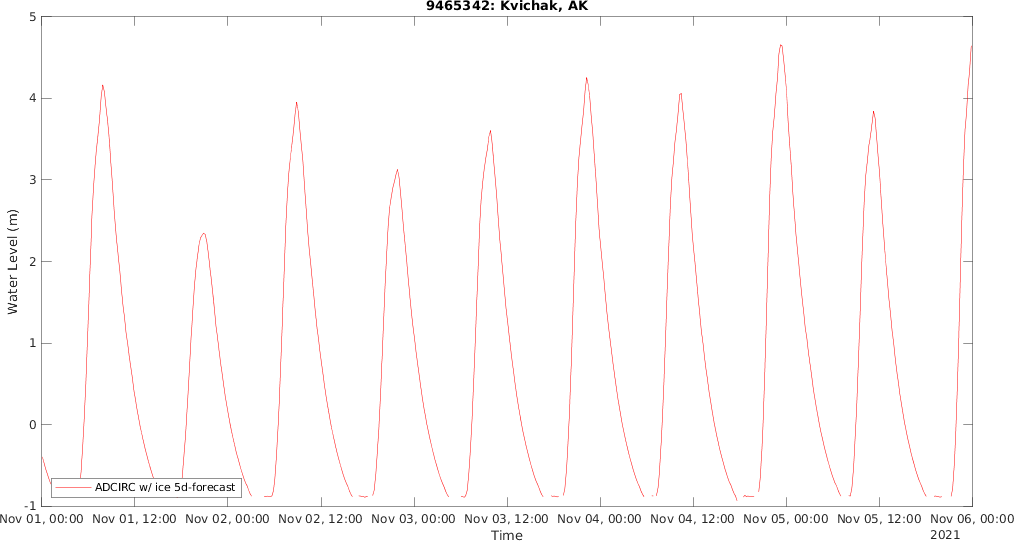 9465342: Kvichak, AK
5
4
3
2
1
0
-1
Water Level (m)
ADCIRC w/ ice 5d-forecast
Nov 01, 00:00 Nov 01, 12:00 Nov 02, 00:00 Nov 02, 12:00 Nov 03, 00:00 Nov 03, 12:00 Nov 04, 00:00 Nov 04, 12:00 Nov 05, 00:00 Nov 05, 12:00 Nov 06, 00:00
Time
2021